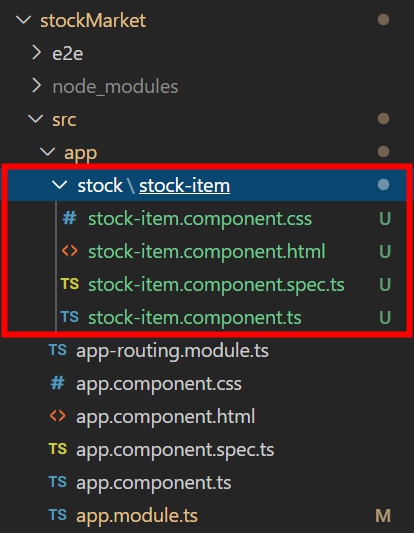 stockMarket
e2e
node_modules
src
app
stock \ stock-item
# stock-item.component.css
<> stock-item.component.html U
TS stock-item.component.spec.ts U
TS stock-item.component.ts U
TS app-routing.module.ts
# app.component.css
<> app.component.html
TS app.component.spec.ts
TS app.component.ts
TS app.module.ts M